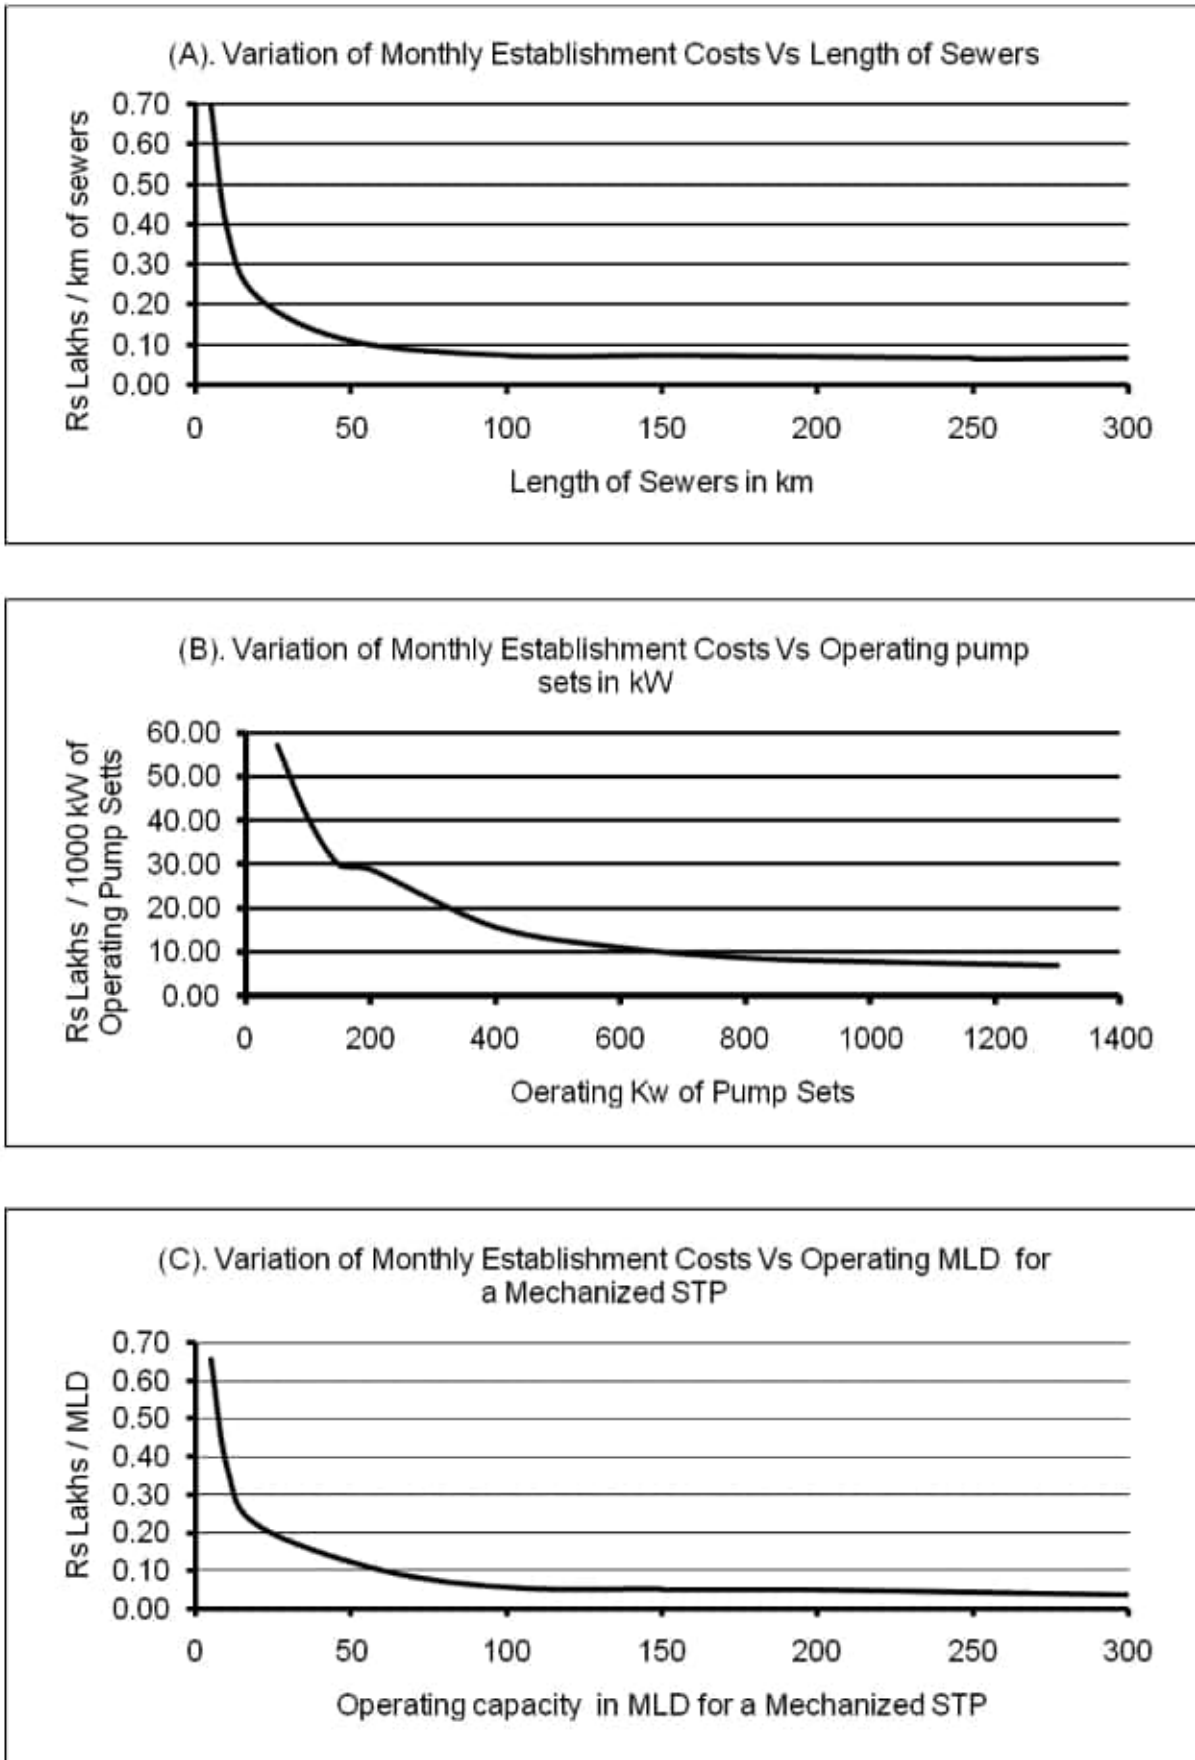 (A). Variation of Monthly Establishment Costs Vs Length of Sewers
Rs Lakhs / km of sewers
0.70
0.60
0.50
0.40
0.30
0.20
0.10
0.00
0 50 100 150 200 250 300
Length of Sewers in km
(B). Variation of Monthly Establishment Costs Vs Operating pump
sets in kW
Rs Lakhs / 1000 kW of
Operating Pump Setts
60.00
50.00
40.00
30.00
20.00
10.00
0.00
0 200 400 600 800 1000 1200 1400
Oerating Kw of Pump Sets
(C). Variation of Monthly Establishment Costs Vs Operating MLD for
a Mechanized STP
Rs Lakhs / MLD
0.70
0.60
0.50
0.40
0.30
0.20
0.10
0.00
0 50 100 150 200 250 300
Operating capacity in MLD for a Mechanized STP